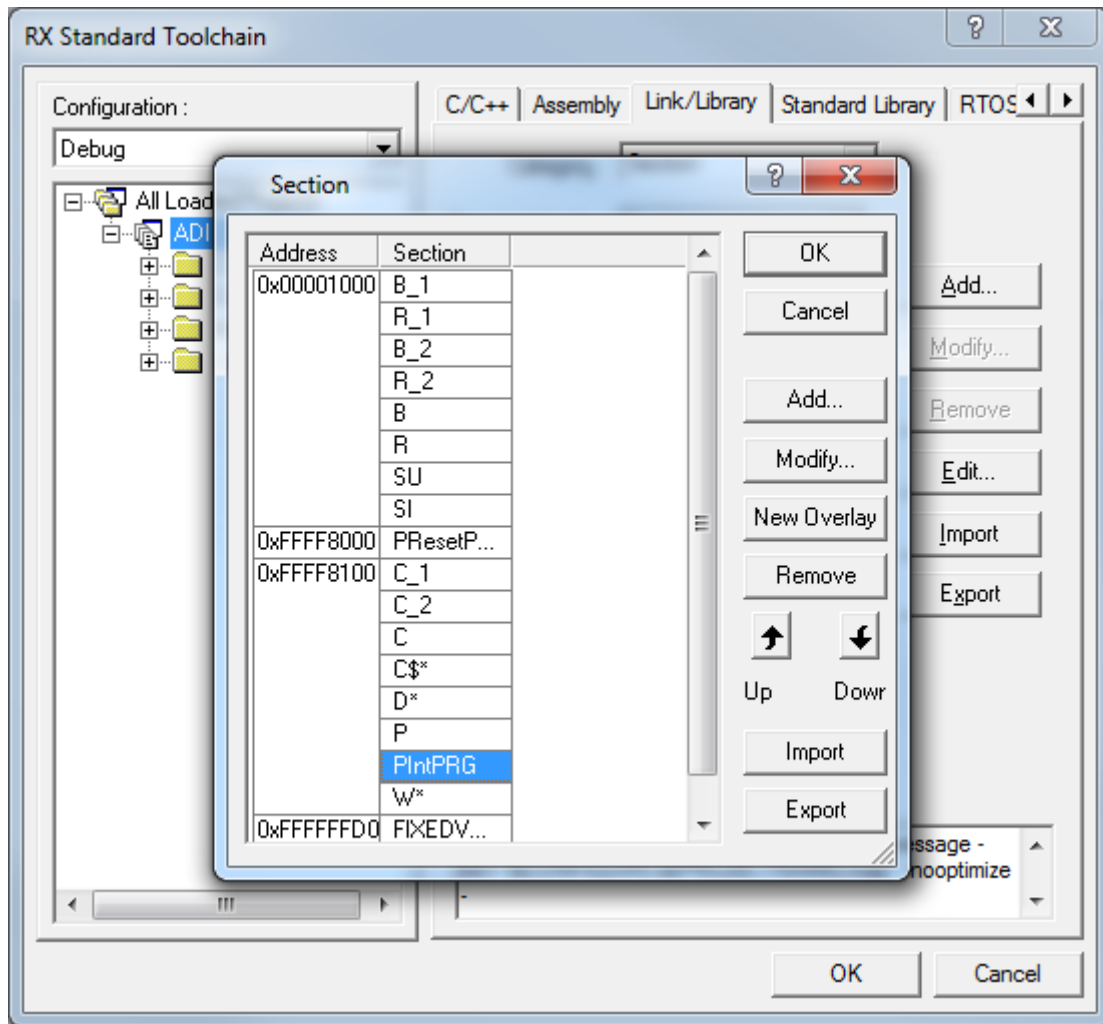 RX Standard Toolchain
Configuration :
Debug
All Load
ADI
C/C++ Assembly Link/Library Standard Library RTOS
Add...
Modify...
Remove
Edit...
Import
Export
Section
Address Section
0x00001000 B_1
R_1
B_2
R_2
B
R
SU
SI
0xFFFF8000 PResetP...
0xFFFF8100 C_1
C_2
C
C$*
D*
P
PIntPRG
W*
0xFFFFFFD0 FIXEDV...
OK
Cancel
Add...
Modify...
New Overlay
Remove
Up Dowr
Import
Export
essage -
nooptimize
-
OK Cancel